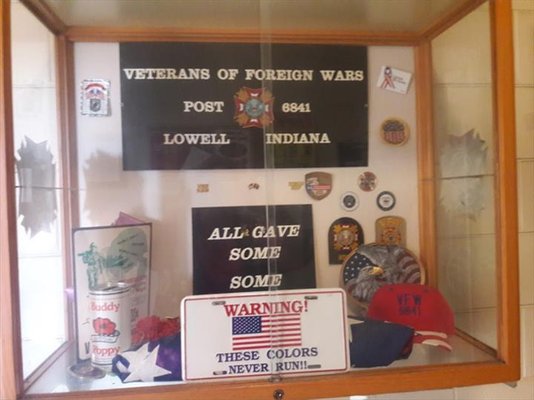 VETERANS OF FOREIGN WARS
POST 6841
LOWELL INDIANA
ALL GAVE
SOME
SOME
Buddy
Poppy
WARNING!
THESE COLORS
NEVER RUN!!
VFW
6841